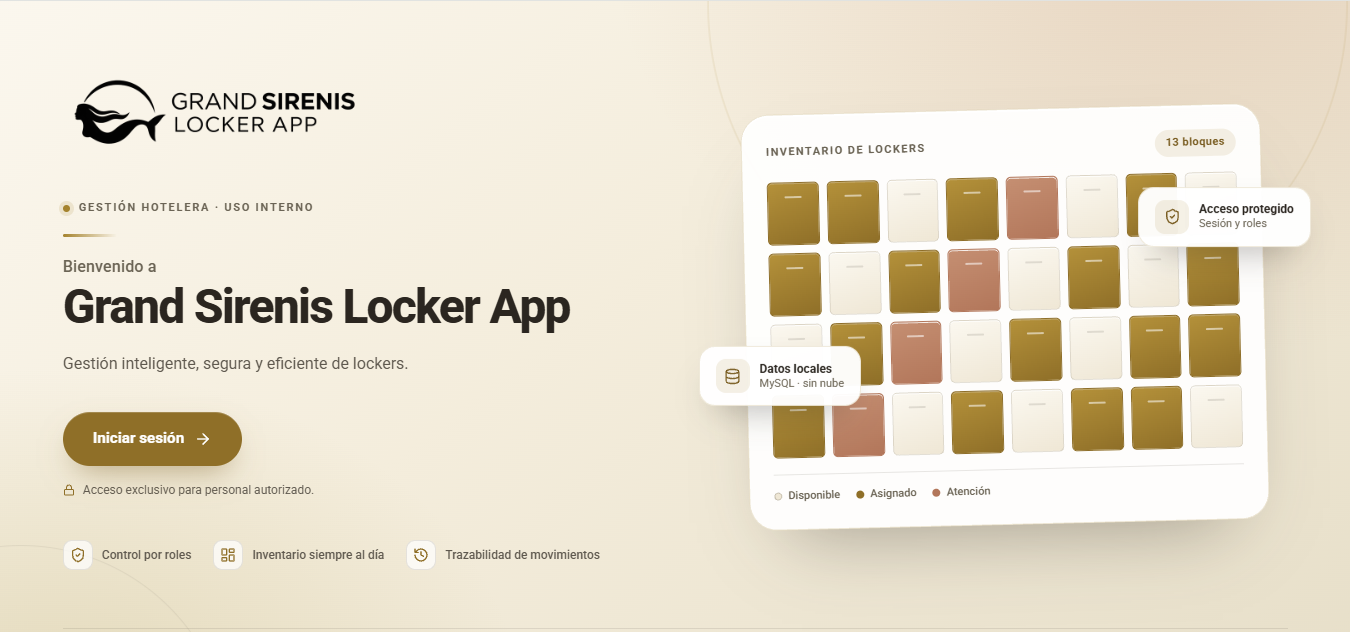 GRAND SIRENIS
LOCKER APP
GESTIÓN HOTELERA · USO INTERNO
Bienvenido a
Grand Sirenis Locker App
Gestión inteligente, segura y eficiente de lockers.
Iniciar sesión
Acceso exclusivo para personal autorizado.
Control por roles
Inventario siempre al día
Trazabilidad de movimientos
INVENTARIO DE LOCKERS
13 bloques
Acceso protegido
Sesión y roles
Datos locales
MySQL · sin nube
Disponible
Asignado
Atención